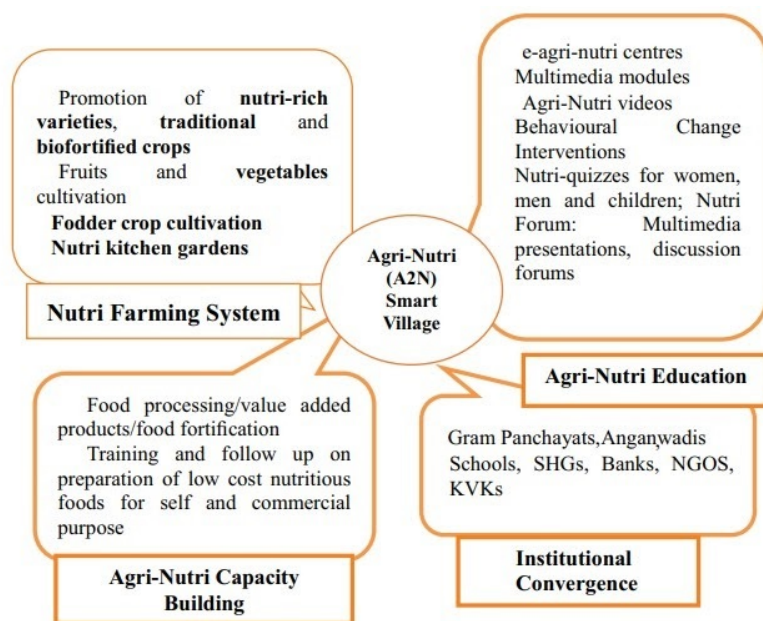 Promotion of nutri-rich
varieties, traditional and
biofortified crops
Fruits and vegetables
cultivation
Fodder crop cultivation
Nutri kitchen gardens
Nutri Farming System
e-agri-nutri centres
Multimedia modules
Agri-Nutri videos
Behavioural Change
Interventions
Nutri-quizzes for women,
men and children; Nutri
Forum: Multimedia
presentations, discussion
forums
Agri-Nutri Education
Agri-Nutri
(A2N)
Smart
Village
Food processing/value added
products/food fortification
Training and follow up on
preparation of low cost nutritious
foods for self and commercial
purpose
Agri-Nutri Capacity
Building
Gram Panchayats,Anganwadis
Schools, SHGs, Banks, NGOS,
KVKs
Institutional
Convergence